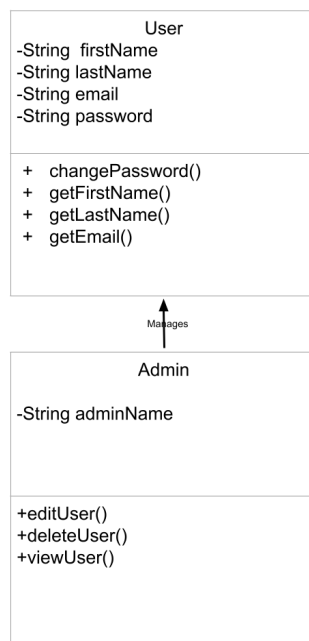 User
-String firstName
-String lastName
-String email
-String password
+ changePassword()
+ getFirstName()
+ getLastName()
+ getEmail()
Manages
Admin
-String adminName
+editUser()
+deleteUser()
+viewUser()